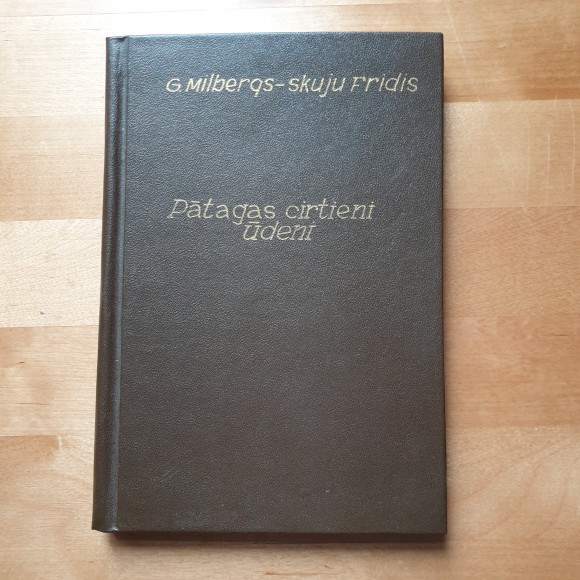 G. Milbergs-Skuju Fridis
Pātagas cirtieni
ūdenī